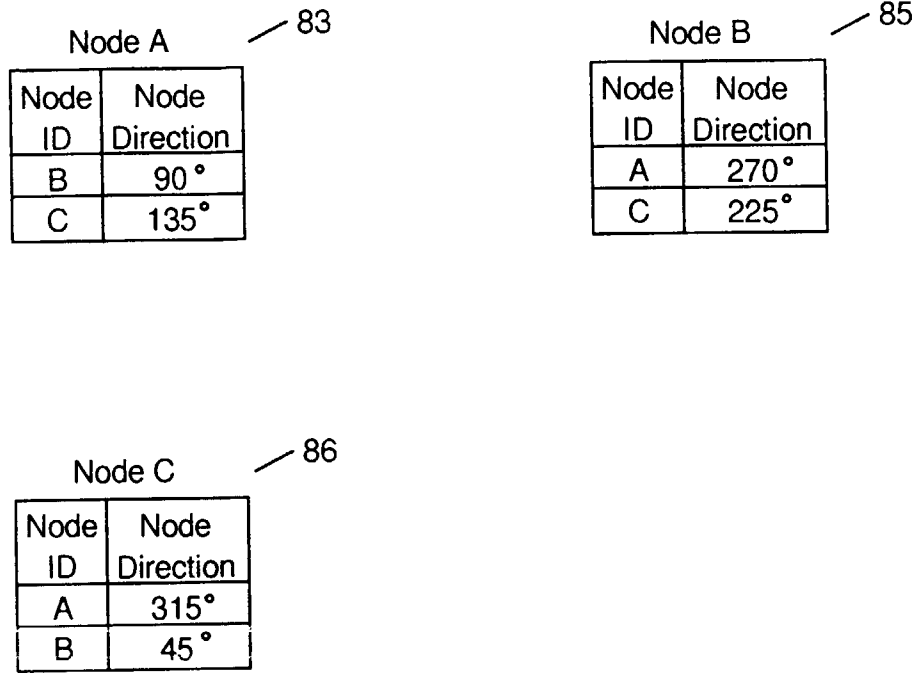 Node A 83
Node ID Node Direction
B 90°
C 135°
Node B 85
Node ID Node Direction
A 270°
C 225°
Node C 86
Node ID Node Direction
A 315°
B 45°